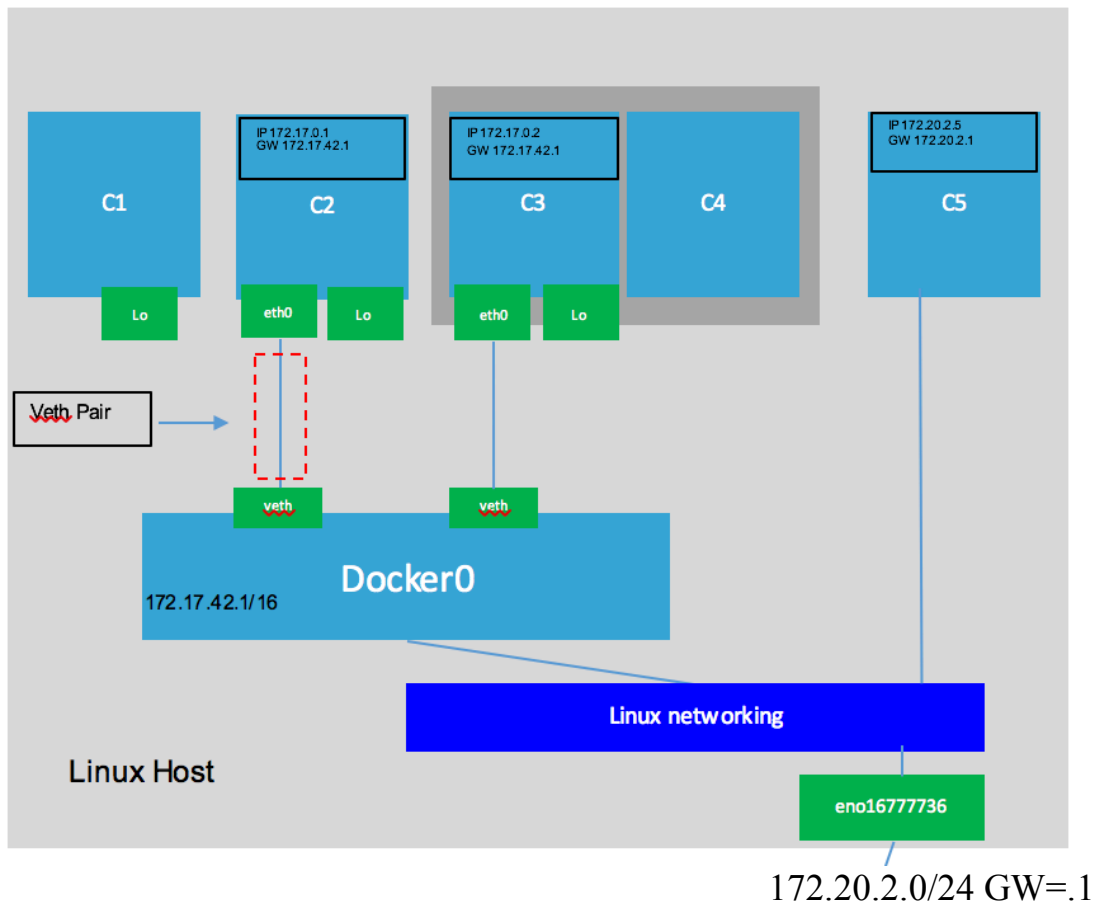 IP 172.17.0.1
GW 172.17.42.1
IP 172.17.0.2
GW 172.17.42.1
IP 172.20.2.5
GW 172.20.2.1
C1
C2
C3
C4
C5
Lo
eth0
Lo
eth0
Lo
Veth Pair
veth
veth
Docker0
172.17.42.1/16
Linux networking
Linux Host
eno16777736
172.20.2.0/24 GW=.1